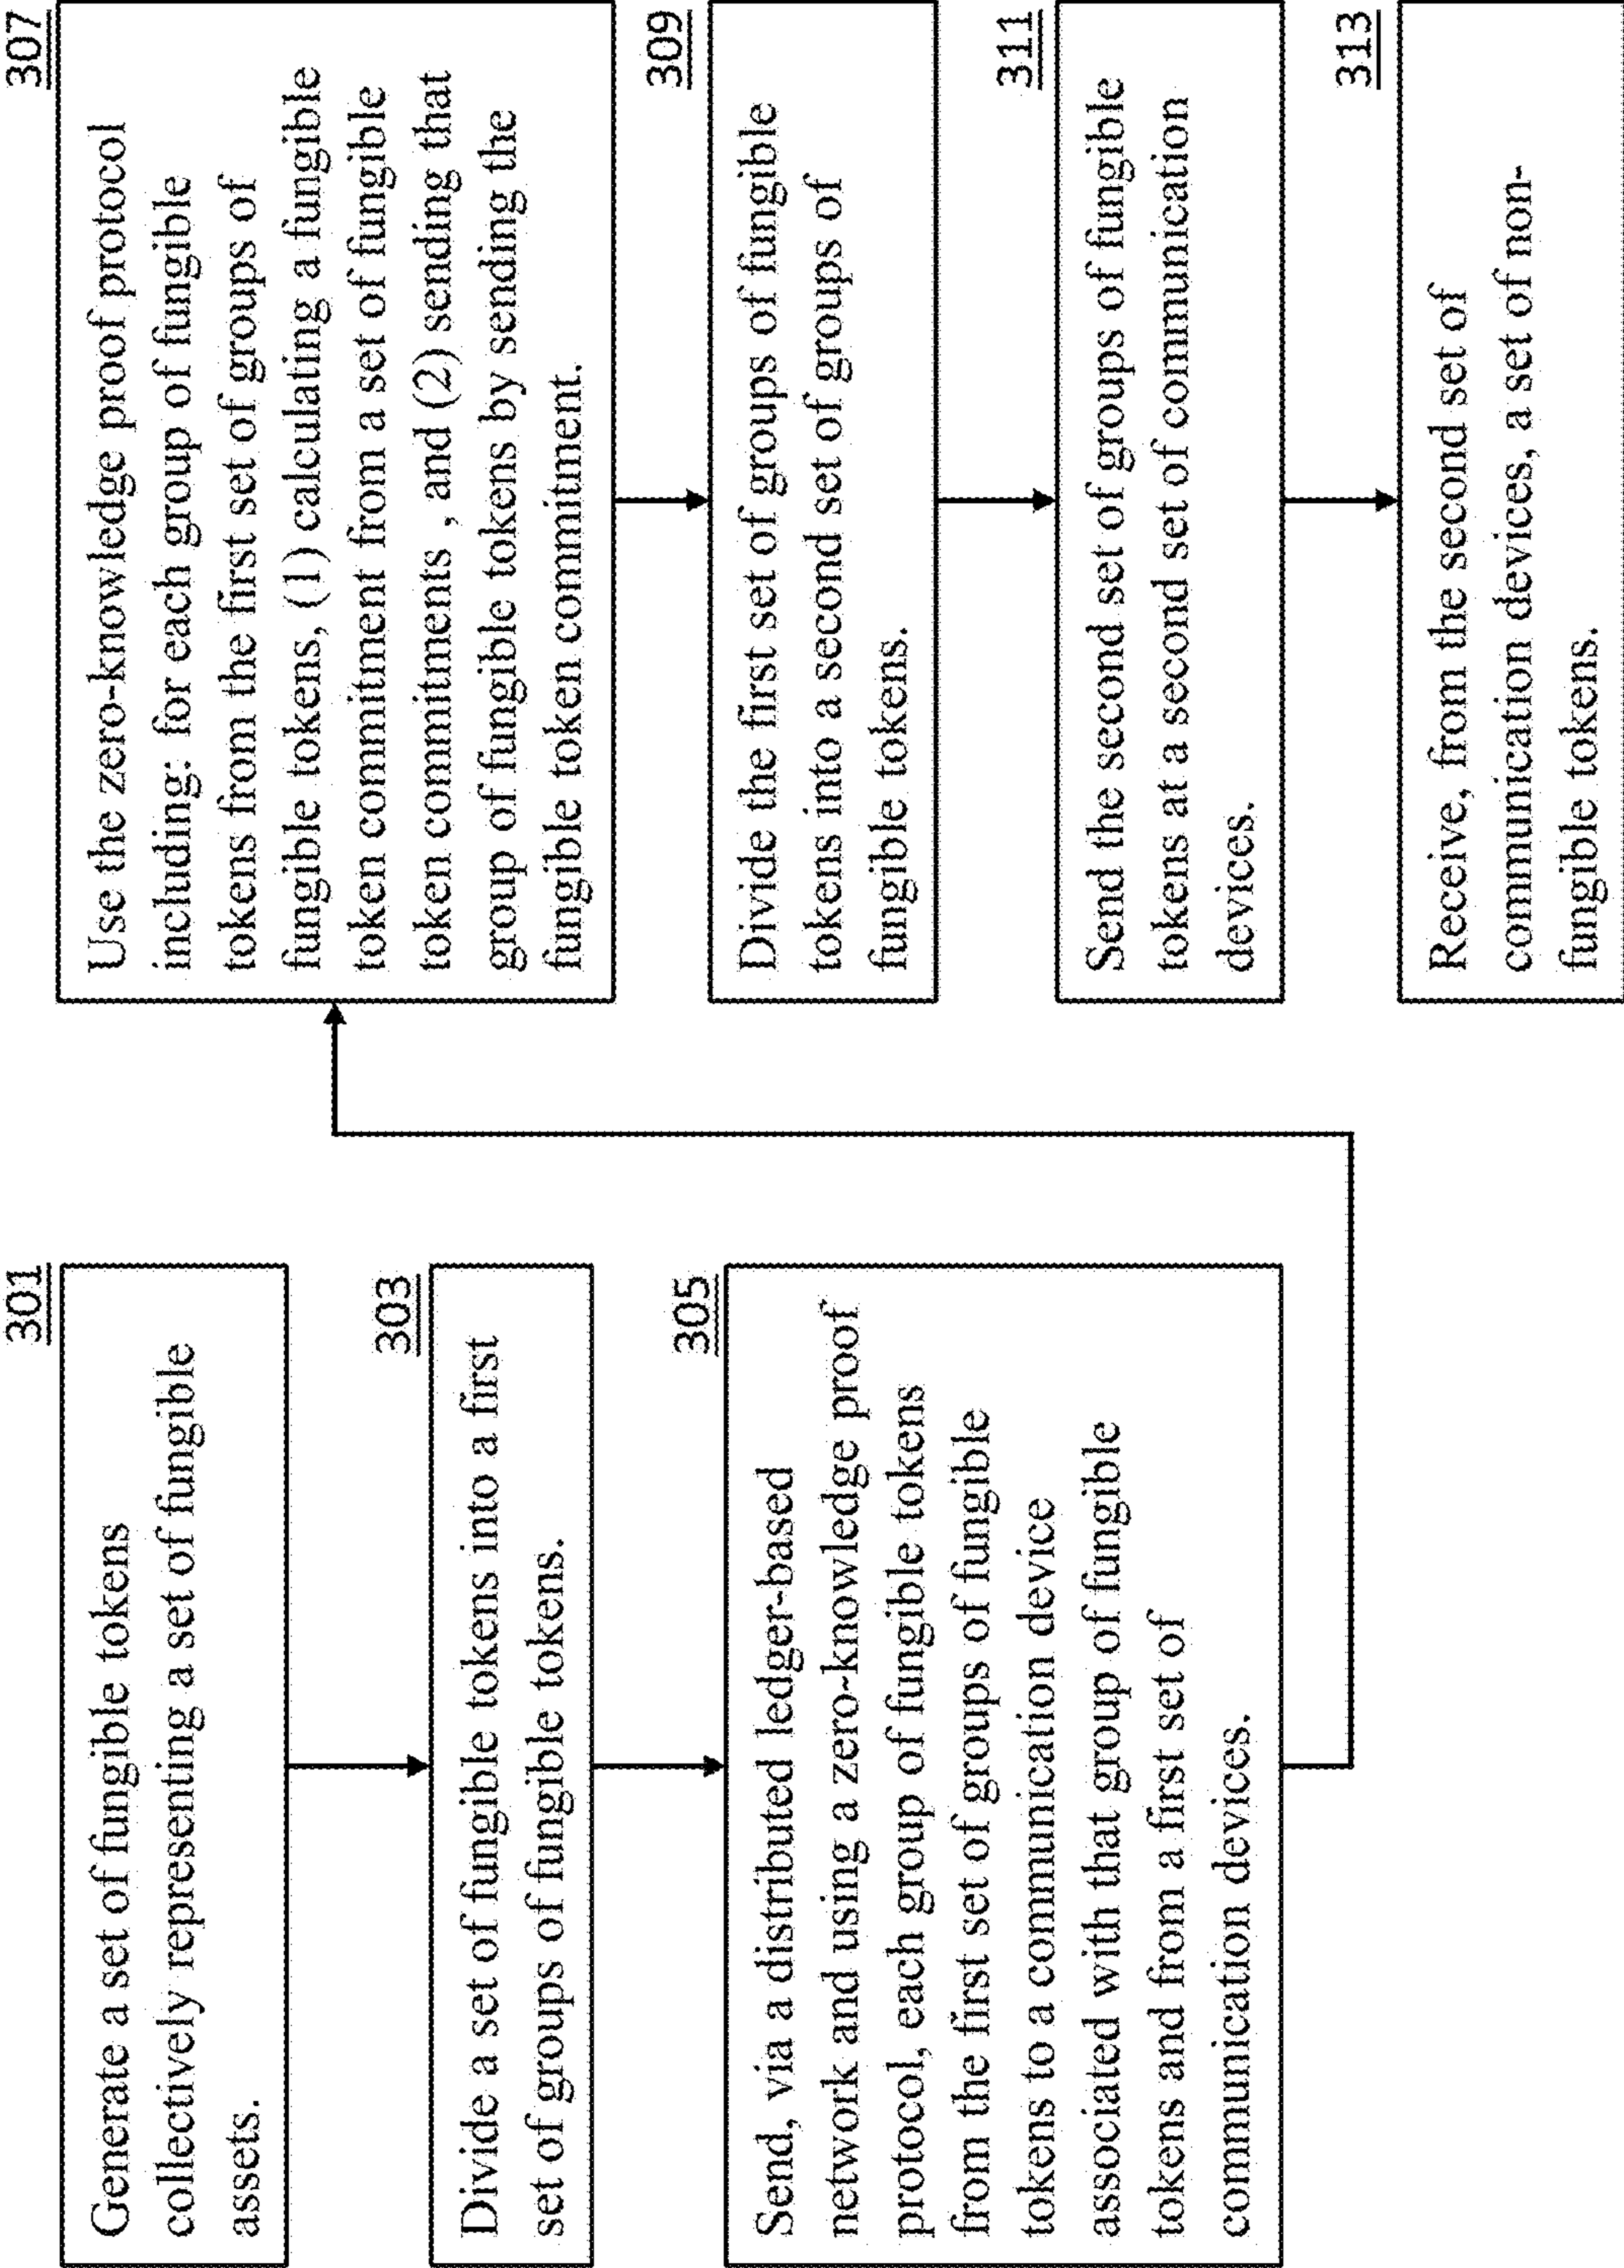 301
Generate a set of fungible tokens
collectively representing a set of fungible
assets.
303
Divide a set of fungible tokens into a first
set of groups of fungible tokens.
305
Send, via a distributed ledger-based
network and using a zero-knowledge proof
protocol, each group of fungible tokens
from the first set of groups of fungible
tokens to a communication device
associated with that group of fungible
tokens and from a first set of
communication devices.
307
Use the zero-knowledge proof protocol
including: for each group of fungible
tokens from the first set of groups of
fungible tokens, (1) calculating a fungible
token commitment from a set of fungible
token commitments , and (2) sending that
group of fungible tokens by sending the
fungible token commitment.
309
Divide the first set of groups of fungible
tokens into a second set of groups of
fungible tokens.
311
Send the second set of groups of fungible
tokens at a second set of communication
devices.
313
Receive, from the second set of
communication devices, a set of non-
fungible tokens.